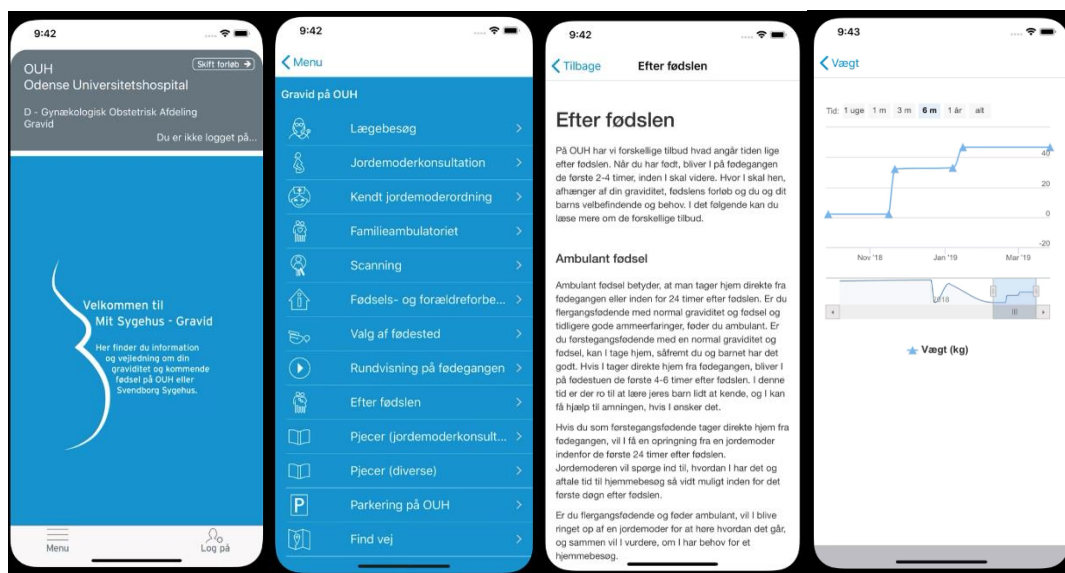 9:42
OUH
Skift forløb →
Odense Universitetshospital
D - Gynækologisk Obstetrisk Afdeling
Gravid
Du er ikke logget på...
Velkommen til
Mit Sygehus - Gravid
Her finder du information
og vejledning om din
graviditet og kommende
fødsel på OUH eller
Svendborg Sygehus.
Menu
Log på
9:42
Menu
Gravid på OUH
Lægebesøg
Jordemoderkonsultation
Kendt jordemoderordning
Familieambulatoriet
Scanning
Fødsels- og forældreforbe...
Valg af fødested
Rundvisning på fødegangen
Efter fødslen
Pjecer (jordemoderkonsult...
Pjecer (diverse)
P Parkering på OUH
Find vej
9:42
Tilbage Efter fødslen
Efter fødslen
På OUH har vi forskellige tilbud hvad angår tiden lige
efter fødslen. Når du har født, bliver I på fødegangen
de første 2-4 timer, inden I skal videre. Hvor I skal hen,
afhænger af din graviditet, fødslens forløb og du og dit
barns velbefindende og behov. I det følgende kan du
læse mere om de forskellige tilbud.
Ambulant fødsel
Ambulant fødsel betyder, at man tager hjem direkte fra
fødegangen eller inden for 24 timer efter fødslen. Er du
flergangsfødende med normal graviditet og fødsel og
tidligere gode ammeerfaringer, føder du ambulant. Er
du førstegangsfødende med en normal graviditet og
fødsel, kan I tage hjem, såfremt du og barnet har det
godt. Hvis I tager direkte hjem fra fødegangen, bliver I
på fødestuen de første 4-6 timer efter fødslen. I denne
tid er der ro til at lære jeres barn lidt at kende, og I kan
få hjælp til amningen, hvis I ønsker det.
Hvis du som førstegangsfødende tager direkte hjem fra
fødegangen, vil I få en opringning fra en jordemoder
indenfor de første 24 timer efter fødslen.
Jordemoderen vil spørge ind til, hvordan I har det og
aftale tid til hjemmebesøg så vidt muligt inden for det
første døgn efter fødslen.
Er du flergangsfødende og føder ambulant, vil I blive
ringet op af en jordemoder for at høre hvordan det går,
og sammen vil I vurdere, om I har behov for et
hjemmebesøg.
9:43
Vægt
Tid: 1 uge 1 m 3 m 6 m 1 år alt
40
20
0
-20
Nov '18 Jan '19 Mar '19
2018
Vægt (kg)